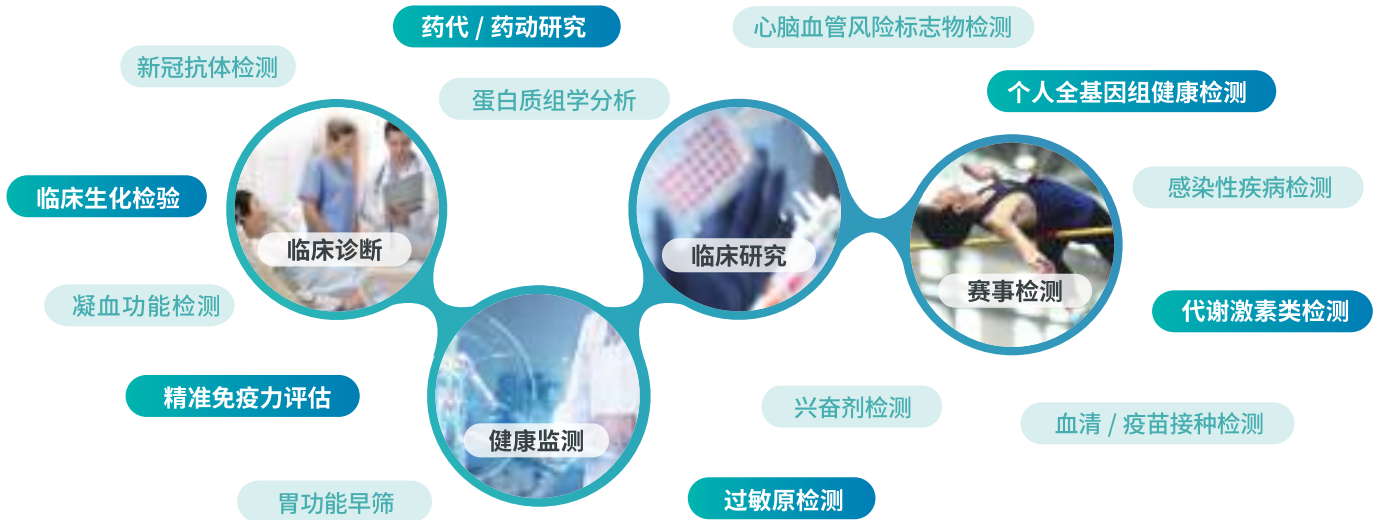 药代 / 药动研究
心脑血管风险标志物检测
新冠抗体检测
蛋白质组学分析
个人全基因组健康检测
临床生化检验
感染性疾病检测
临床诊断
临床研究
赛事检测
凝血功能检测
代谢激素类检测
精准免疫力评估
兴奋剂检测
血清 / 疫苗接种检测
健康监测
胃功能早筛
过敏原检测